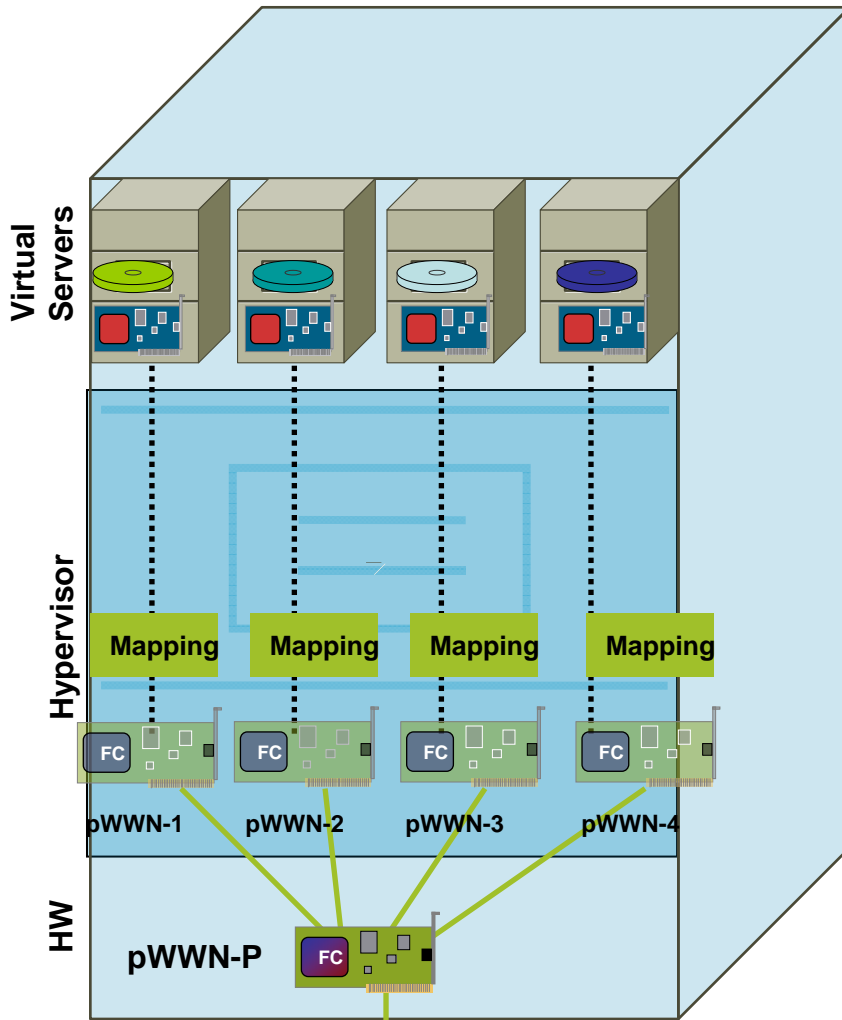 Virtual
Servers
Hypervisor
Mapping Mapping Mapping Mapping
FC FC FC FC
pWWN-1 pWWN-2 pWWN-3 pWWN-4
HW
pWWN-P
FC